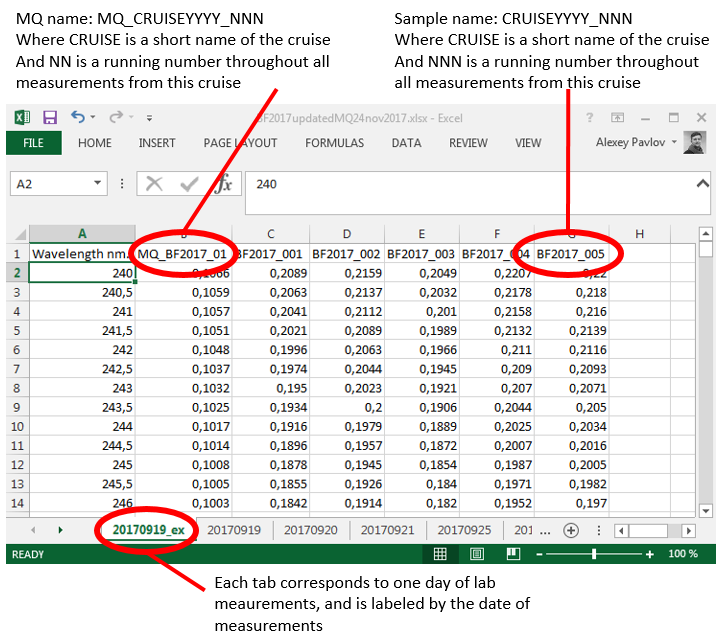 MQ name: MQ_CRUISEYYYY_NNN
Where CRUISE is a short name of the cruise
And NN is a running number throughout all
measurements from this cruise
Sample name: CRUISEYYYY_NNN
Where CRUISE is a short name of the cruise
And NNN is a running number throughout
all measurements from this cruise
BF2017updatedMQ24nov2017.xlsx - Excel
FILE HOME INSERT PAGE LAYOUT FORMULAS DATA REVIEW VIEW Alexey Pavlov
A2 fx 240
A B C D E F G H
1 Wavelength nm. MQ_BF2017_01 BF2017_001 BF2017_002 BF2017_003 BF2017_004 BF2017_005
2 240 0,1066 0,2089 0,2159 0,2049 0,2207 0,22
3 240,5 0,1059 0,2063 0,2137 0,2032 0,2178 0,218
4 241 0,1057 0,2041 0,2112 0,201 0,2158 0,216
5 241,5 0,1051 0,2021 0,2089 0,1989 0,2132 0,2139
6 242 0,1048 0,1996 0,2063 0,1966 0,211 0,2116
7 242,5 0,1037 0,1974 0,2044 0,1945 0,209 0,2093
8 243 0,1032 0,195 0,2023 0,1921 0,207 0,2071
9 243,5 0,1025 0,1934 0,2 0,1906 0,2044 0,205
10 244 0,1017 0,1916 0,1979 0,1889 0,2025 0,2034
11 244,5 0,1014 0,1896 0,1957 0,1872 0,2007 0,2016
12 245 0,1008 0,1878 0,1945 0,1854 0,1987 0,2005
13 245,5 0,1005 0,1855 0,1926 0,184 0,1971 0,1982
14 246 0,1003 0,1842 0,1914 0,182 0,1952 0,197
20170919_ex 20170919 20170920 20170921 20170925 201 ...
READY 100 %
Each tab corresponds to one day of lab
meaurements, and is labeled by the date of
measurements